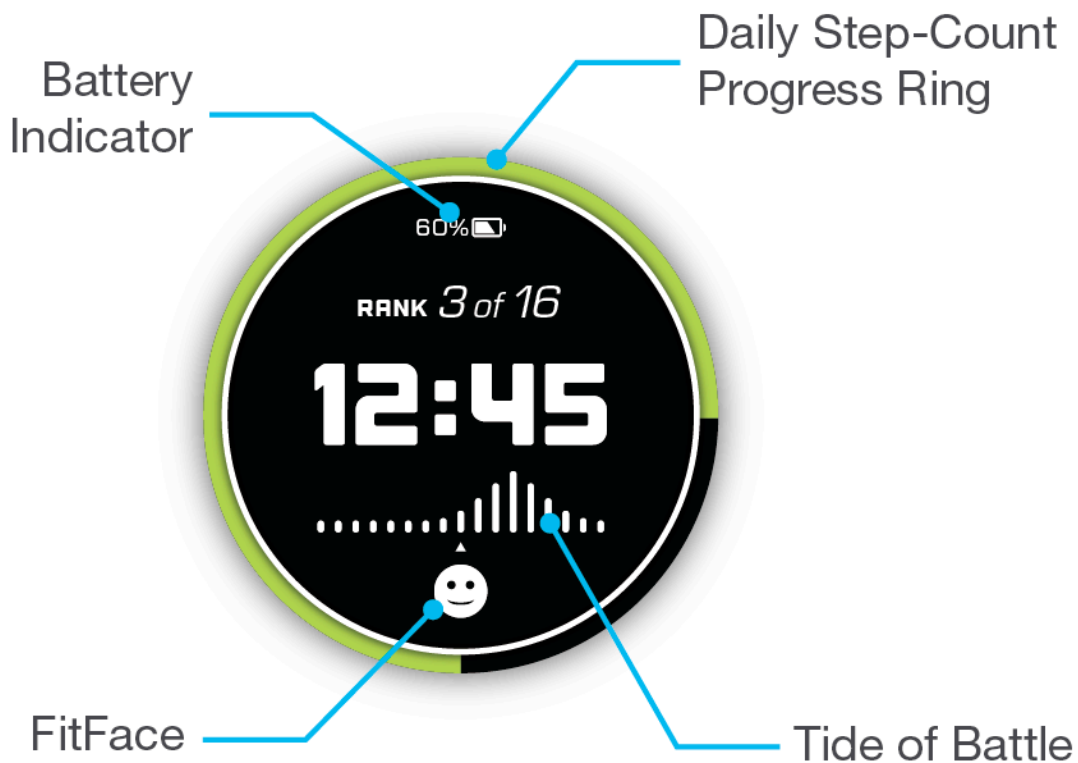 Daily Step-Count
Progress Ring
Battery
Indicator
60%
RANK 3 of 16
12:45
FitFace
Tide of Battle